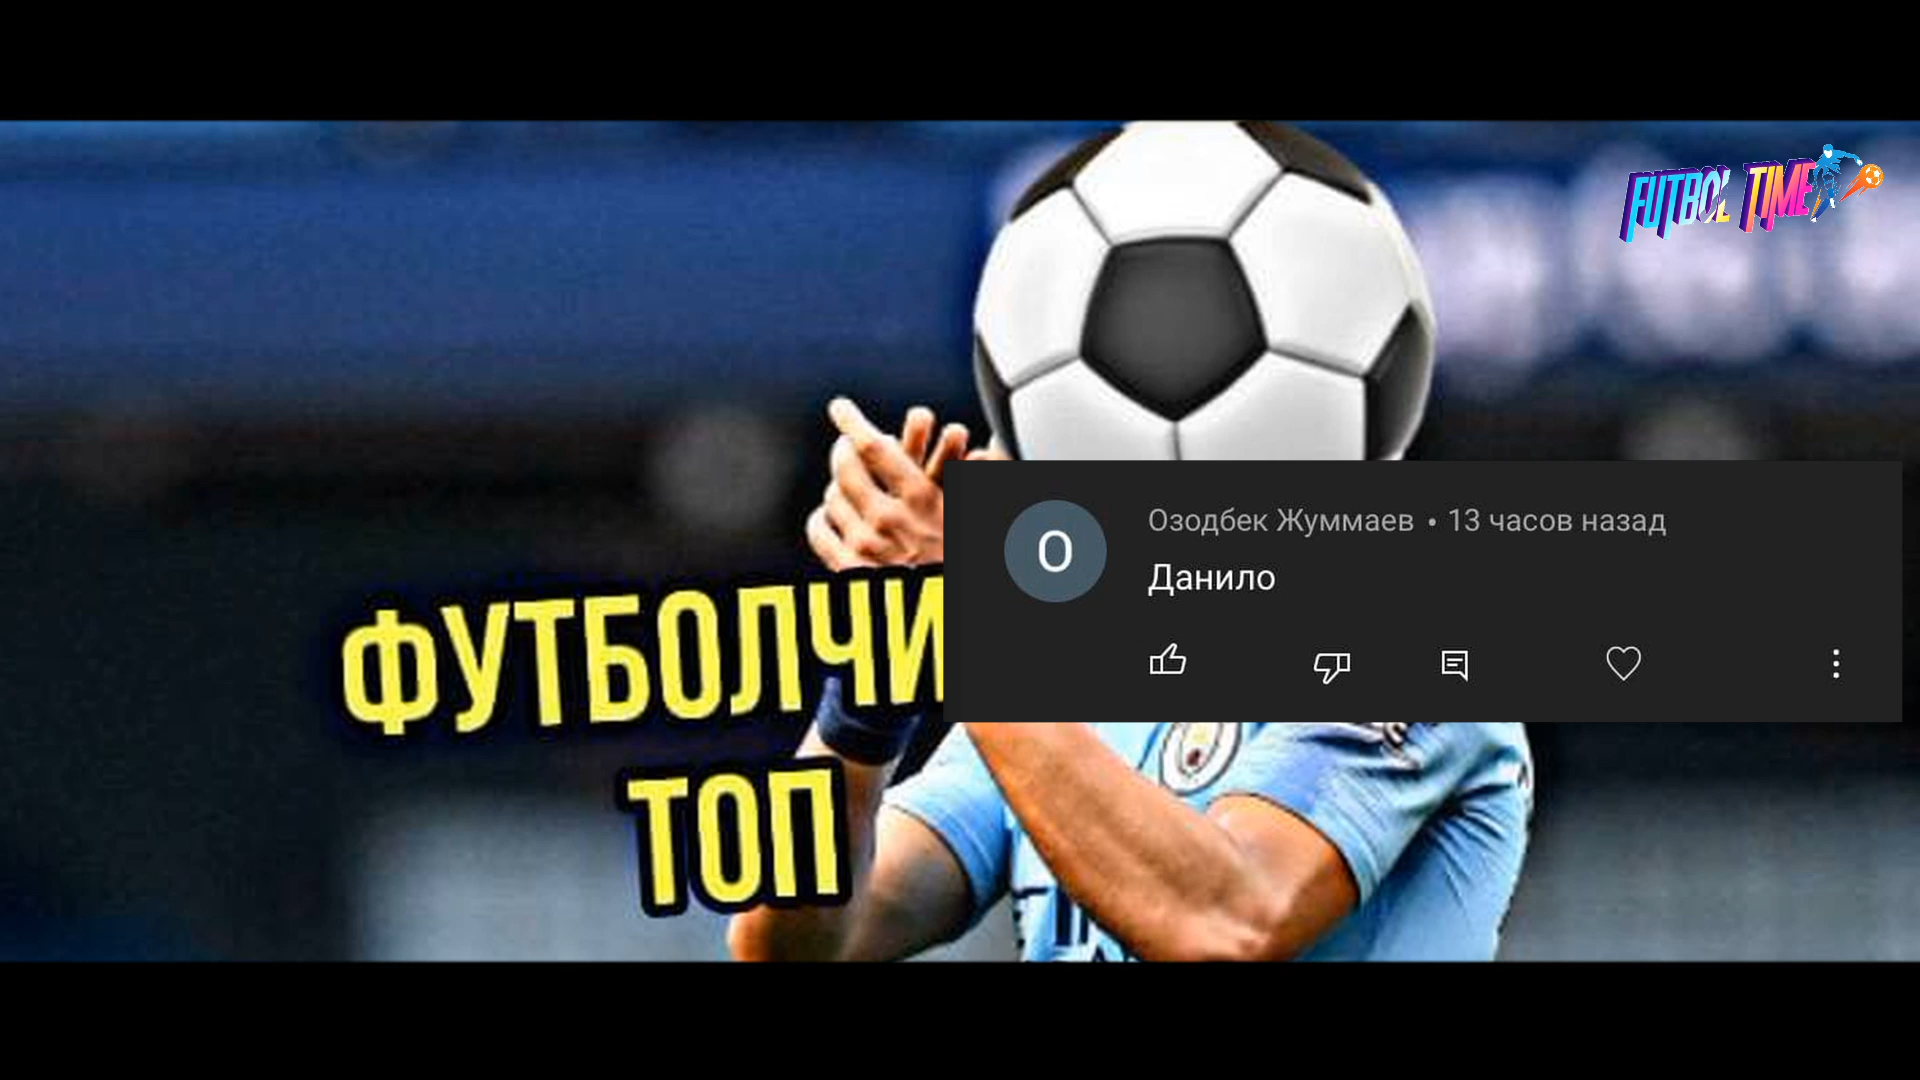 FUTBOL TIME
Озодбек Жуммаев • 13 часов назад
О
Данило
ФУТБОЛЧИ
ТОП